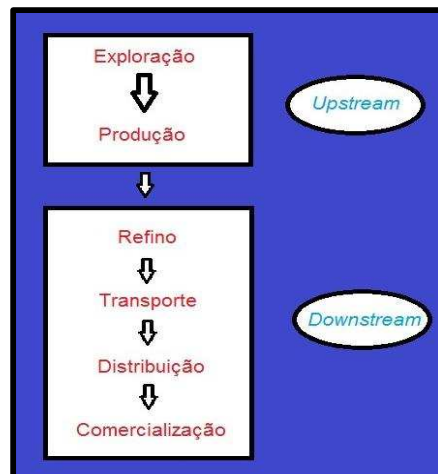 Exploração
Upstream
Produção
Refino
Transporte
Downstream
Distribuição
Comercialização